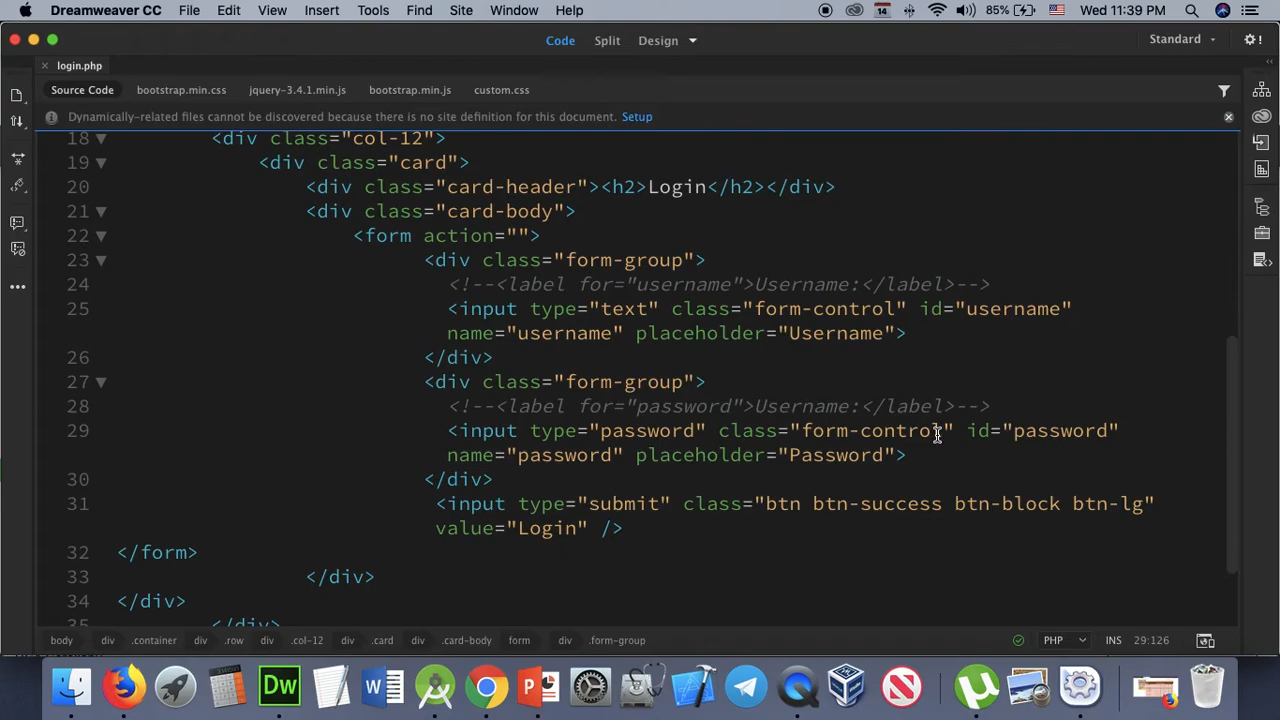 Dreamweaver CC File Edit View Insert Tools Find Site Window Help 14 85% Wed 11:39 PM
Code Split Design Standard
login.php
Source Code bootstrap.min.css jquery-3.4.1.min.js bootstrap.min.js custom.css
Dynamically-related files cannot be discovered because there is no site definition for this document. Setup
18 <div class="col-12">
19 <div class="card">
20 <div class="card-header"><h2>Login</h2></div>
21 <div class="card-body">
22 <form action="">
23 <div class="form-group">
24 <!--<label for="username">Username:</label>-->
25 <input type="text" class="form-control" id="username"
name="username" placeholder="Username">
26 </div>
27 <div class="form-group">
28 <!--<label for="password">Username:</label>-->
29 <input type="password" class="form-control" id="password"
name="password" placeholder="Password">
30 </div>
31 <input type="submit" class="btn btn-success btn-block btn-lg"
value="Login" />
32 </form>
33 </div>
34 </div>
35 </div>
body div .container div .row div .col-12 div .card div .card-body form div .form-group PHP INS 29:126
Dw W P N µ